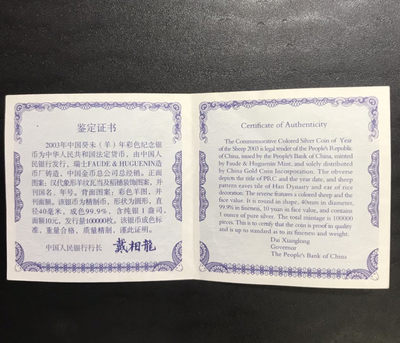 鉴定证书
2003年中国癸未（羊）年彩色纪念银
币为中华人民共和国法定货币，由中国人
民银行发行，瑞士FAUDE & HUGUENIN造
币厂铸造，中国金币总公司总经销。正面
图案：汉代象形羊纹瓦当及稻穗装饰图案，并
刊国名、年号。背面图案：彩色羊图，并
刊面额。该银币为精制币，形状为圆形，直
径40毫米，成色99.9%，含纯银1盎司，
面额10元，发行量100000枚。该银币成色标
准，重量合格，质量精制，谨此证明。
中国人民银行行长 戴相龍
Certificate of Authenticity
The Commemorative Colored Silver Coin of Year
of the Sheep 2003 is legal tender of the People's Republic
of China, issued by the People's Bank of China, minted
by Faude & Huguenin Mint, and solely distributed
by China Gold Coin Incorporation. The obverse
depicts the title of P.R.C and the year date, and sheep
pattern eaves tile of Han Dynasty and ear of rice
decoration. The reverse features a colored sheep and the
face value. It is round in shape, 40mm in diameter,
99.9% in fineness, 10 yuan in face value, and contains
1 ounce of pure silver. The total mintage is 100000
pieces. This is to certify that the coin is proof in quality
and is up to standard as to its fineness and weight.
Dai Xianglong
Governor
The People's Bank of China